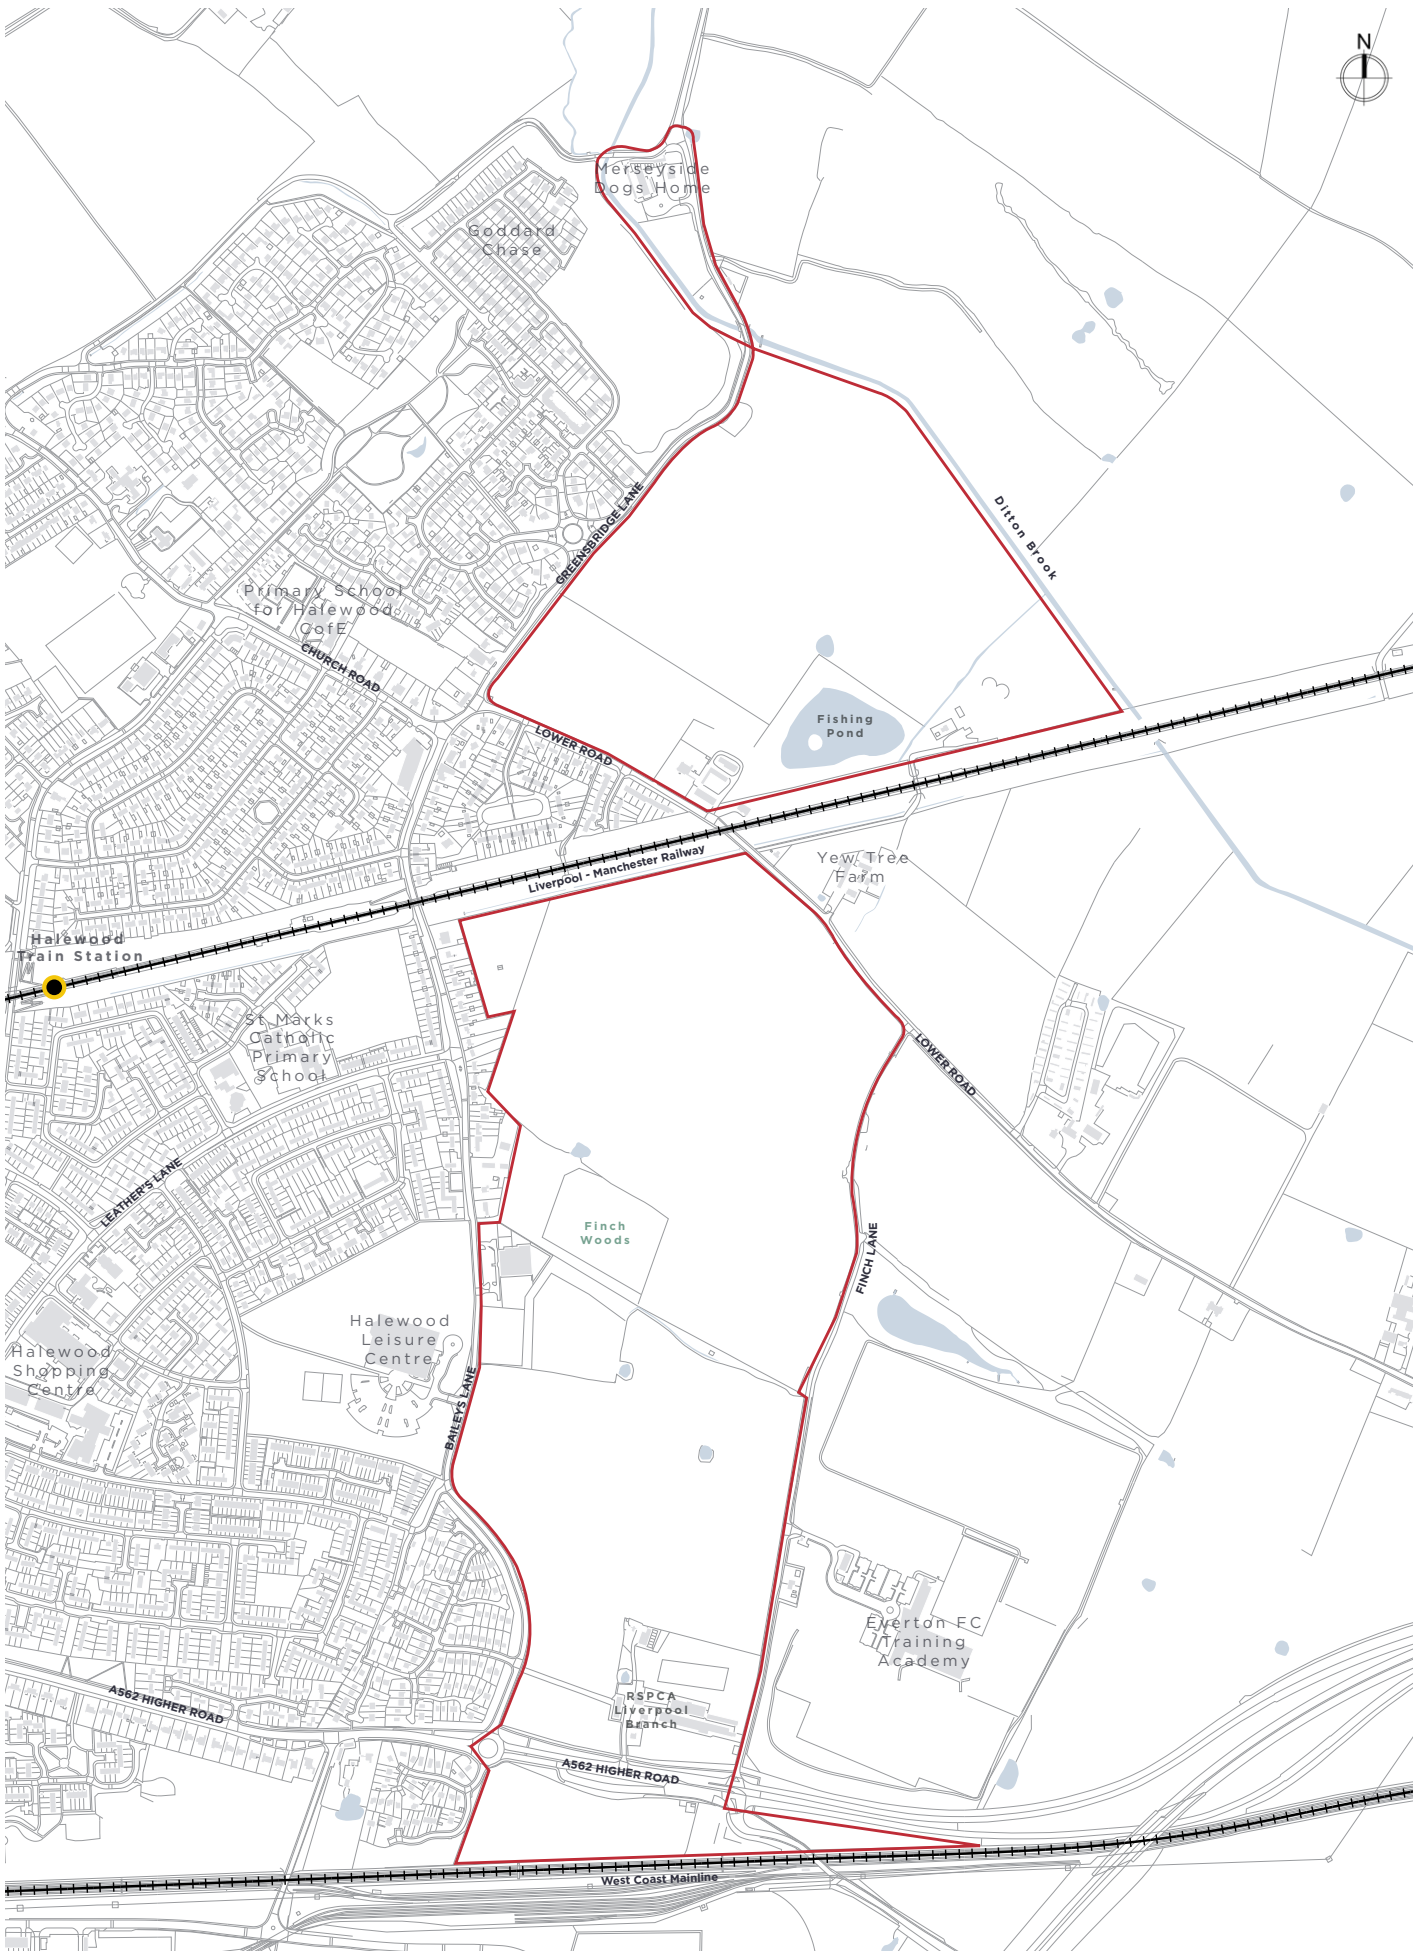 N
Merseyside
Dogs Home
Goddard
Chase
GREENSBRIDGE LANE
Ditton Brook
Primary School
for Halewood
CofE
CHURCH ROAD
Fishing
Pond
LOWER ROAD
Liverpool - Manchester Railway
Yew Tree
Farm
Halewood
Train Station
St Marks
Catholic
Primary
School
LOWER ROAD
LEATHER'S LANE
Finch
Woods
FINCH LANE
Halewood
Leisure
Centre
Halewood
Shopping
Centre
BAILEYS LANE
Everton FC
Training
Academy
RSPCA
Liverpool
Branch
A562 HIGHER ROAD
A562 HIGHER ROAD
West Coast Mainline